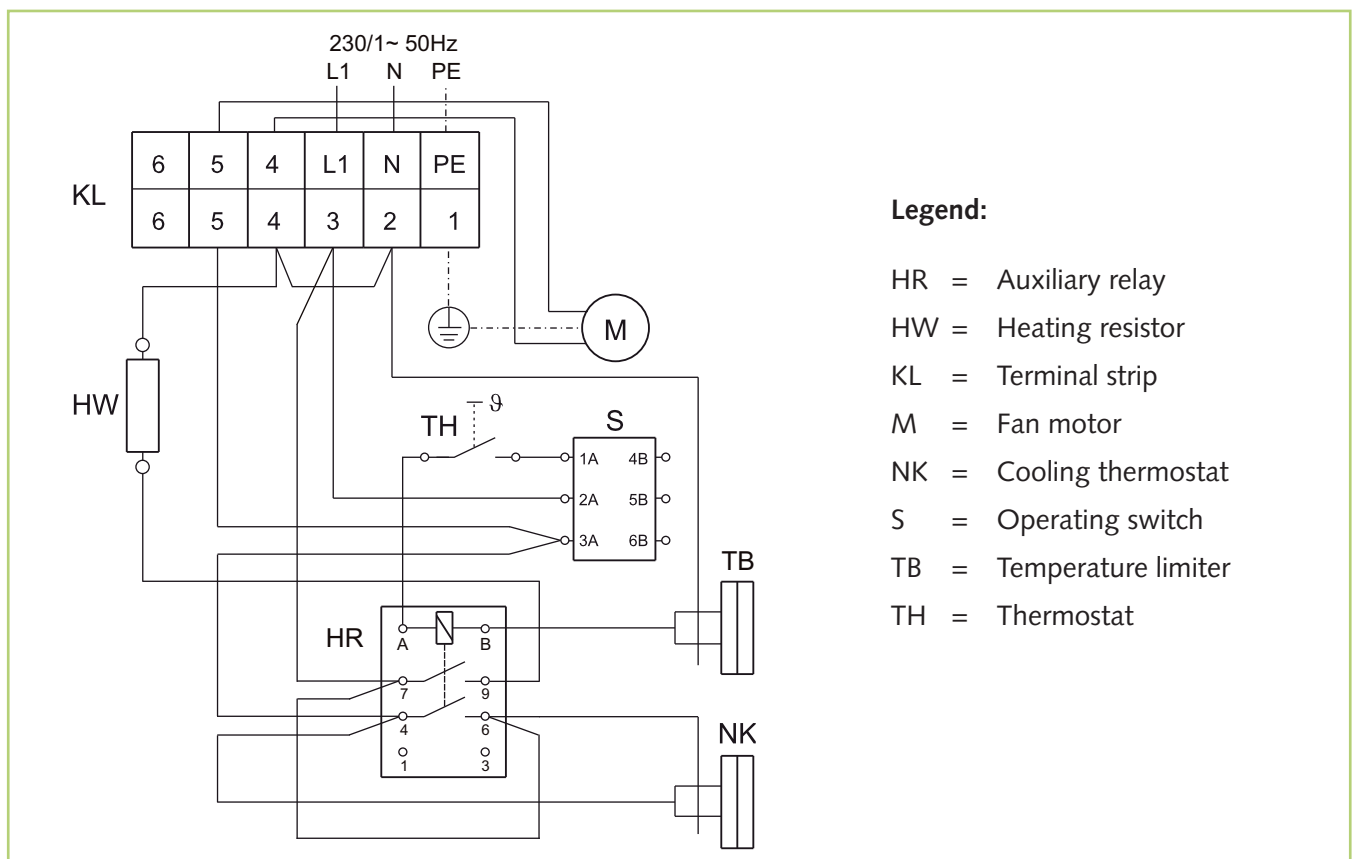 230/1~ 50Hz
L1 N PE
6 5 4 L1 N PE
KL
6 5 4 3 2 1
M
HW
TH ϑ S
1A 4B
2A 5B
3A 6B
TB
HR
A B
7 9
4 6
1 3
NK
Legend:
HR = Auxiliary relay
HW = Heating resistor
KL = Terminal strip
M = Fan motor
NK = Cooling thermostat
S = Operating switch
TB = Temperature limiter
TH = Thermostat